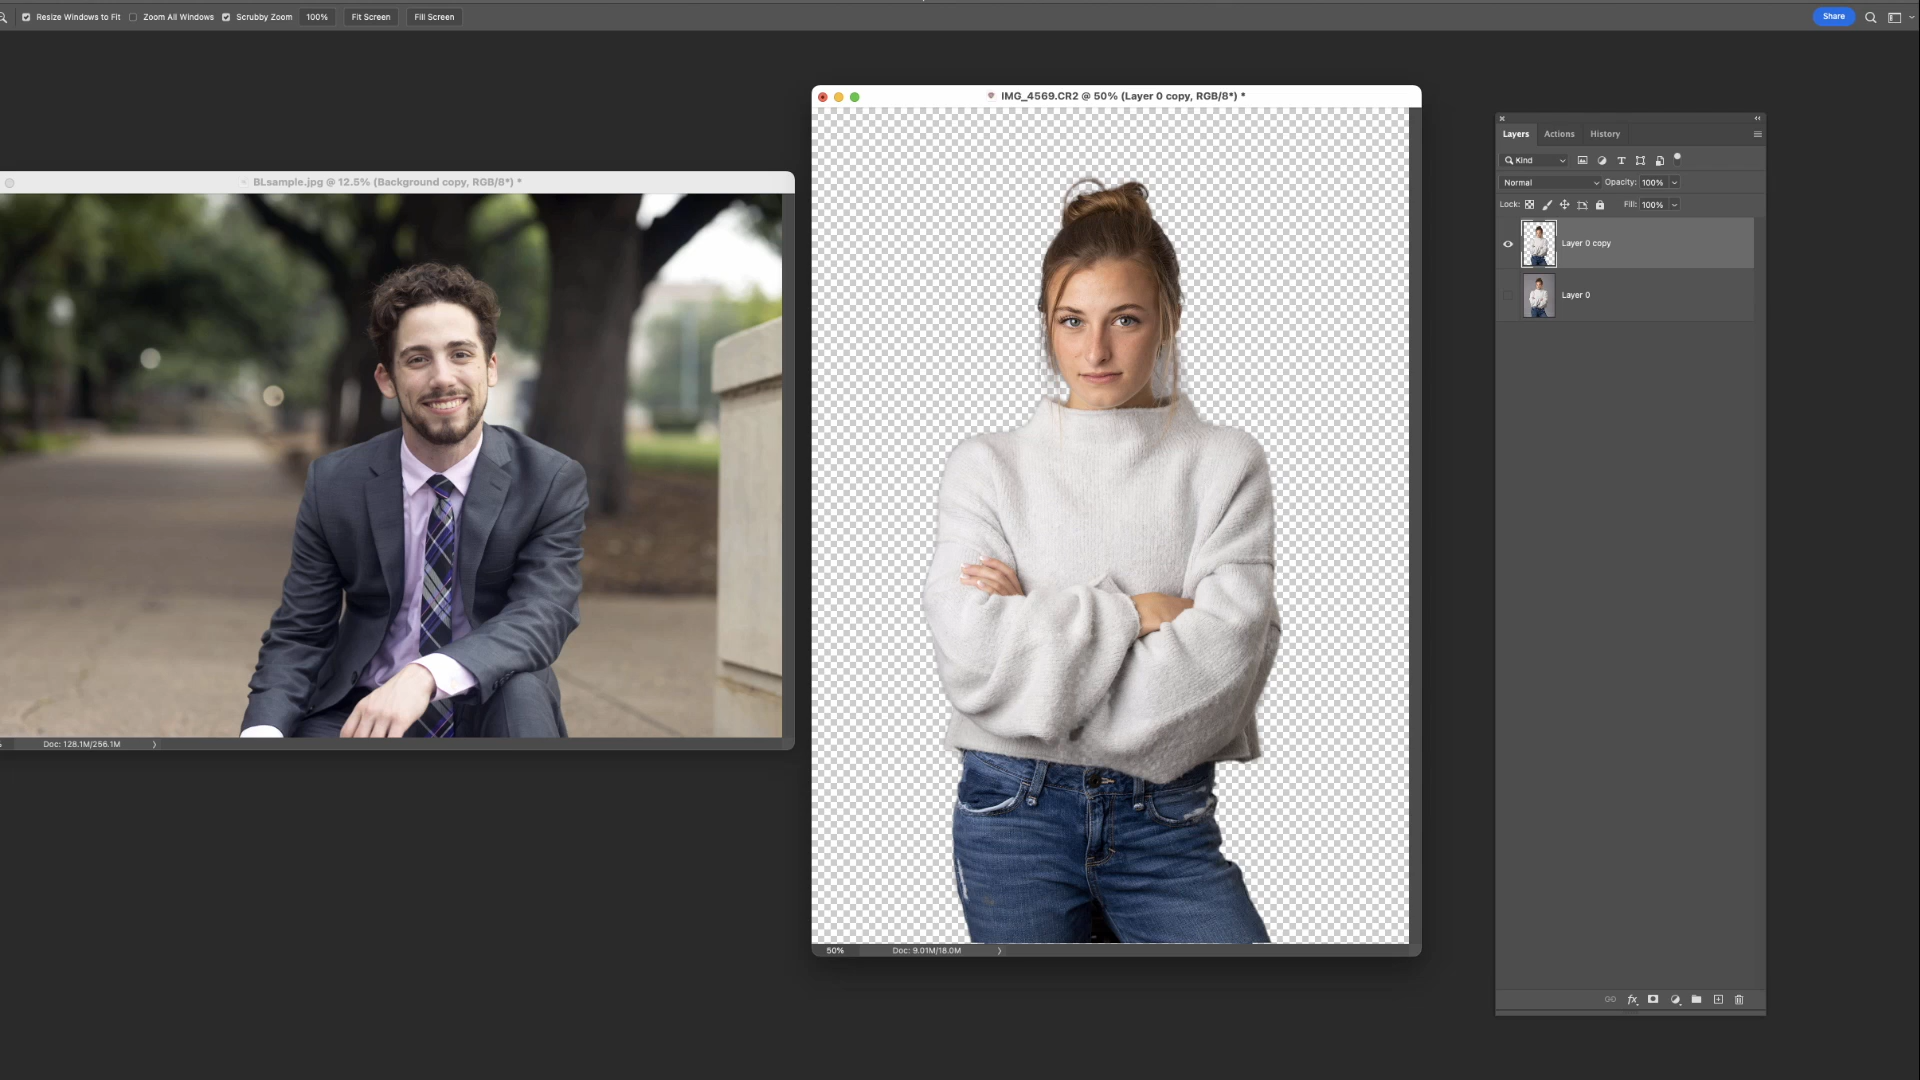 Resize Windows to Fit Zoom All Windows Scrubby Zoom 100% Fit Screen Fill Screen Share
IMG_4569.CR2 @ 50% (Layer 0 copy, RGB/8*) *
BLsample.jpg @ 12.5% (Background copy, RGB/8*) *
Layers Actions History
Kind
Normal Opacity: 100%
Lock: Fill: 100%
Layer 0 copy
Layer 0
Doc: 128.1M/256.1M
50% Doc: 9.01M/18.0M
fx